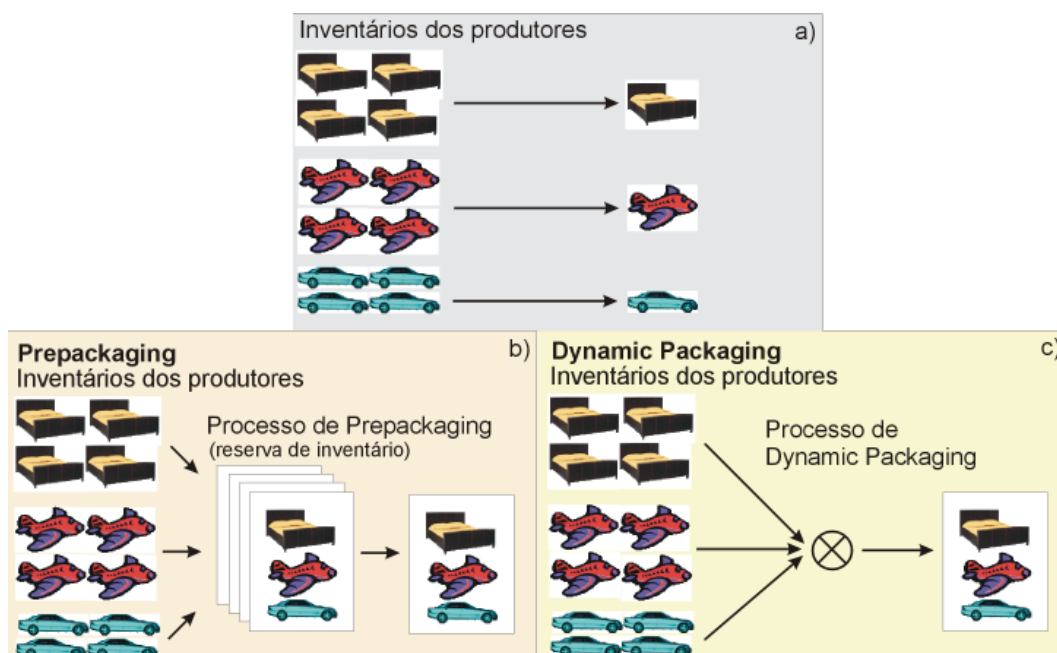 Inventários dos produtores
a)
Prepackaging
b)
Inventários dos produtores
Processo de Prepackaging
(reserva de inventário)
Dynamic Packaging
c)
Inventários dos produtores
Processo de
Dynamic Packaging